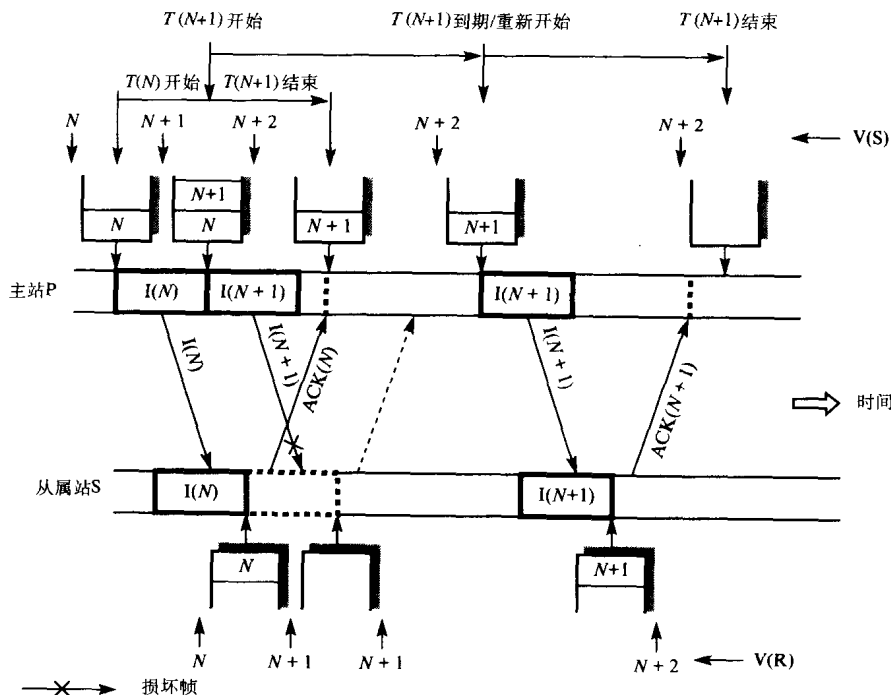 T(N+1)开始
T(N+1)到期/重新开始
T(N+1)结束
T(N)开始
T(N+1)结束
N
N+1
N+2
N+2
N+2
V(S)
N
N+1
N
N+1
N+1
主站P
I(N)
I(N+1)
I(N+1)
I(N)
I(N+1)
ACK(N)
I(N+1)
ACK(N+1)
时间
从属站S
I(N)
I(N+1)
N
N+1
N
N+1
N+1
N+2
V(R)
损坏帧